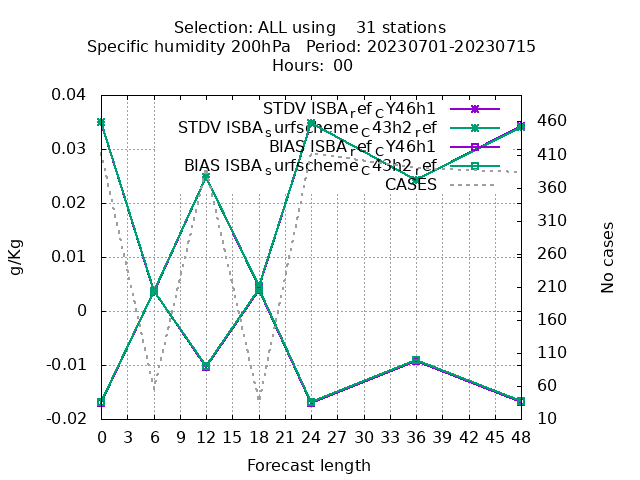 Selection: ALL using    31 stations
Specific humidity 200hPa   Period: 20230701-20230715
Hours:  00
STDV ISBA_ref_CY46h1
STDV ISBA_surfscheme_C43h2_ref
BIAS ISBA_ref_CY46h1
BIAS ISBA_surfscheme_C43h2_ref
CASES
0.04
0.03
0.02
0.01
0
-0.01
-0.02
460
410
360
310
260
210
160
110
60
10
g/Kg
No cases
0 3 6 9 12 15 18 21 24 27 30 33 36 39 42 45 48
Forecast length